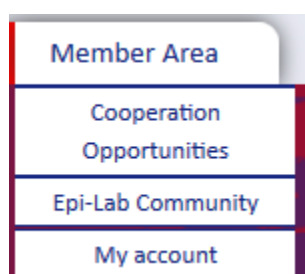 Member Area
Cooperation
Opportunities
Epi-Lab Community
My account